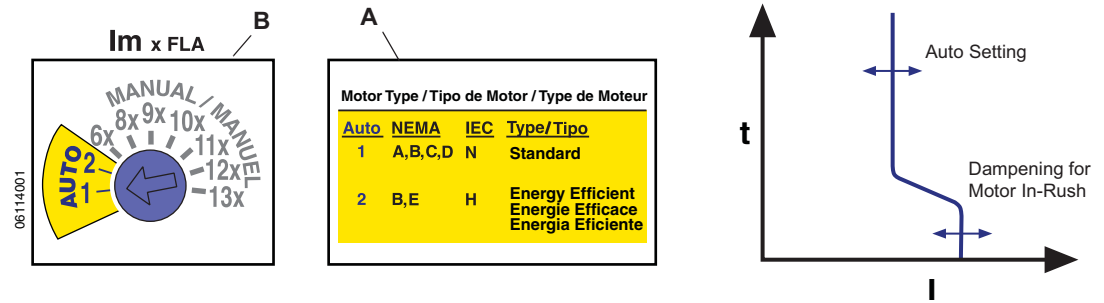 B
Im x FLA
MANUAL / MANUEL
6x 8x 9x 10x 11x 12x 13x
AUTO
2
1
06114001
A
Motor Type / Tipo de Motor / Type de Moteur
Auto NEMA IEC Type/Tipo
1 A,B,C,D N Standard
2 B,E H Energy Efficient
Energie Efficace
Energia Eficiente
t
Auto Setting
Dampening for
Motor In-Rush
I